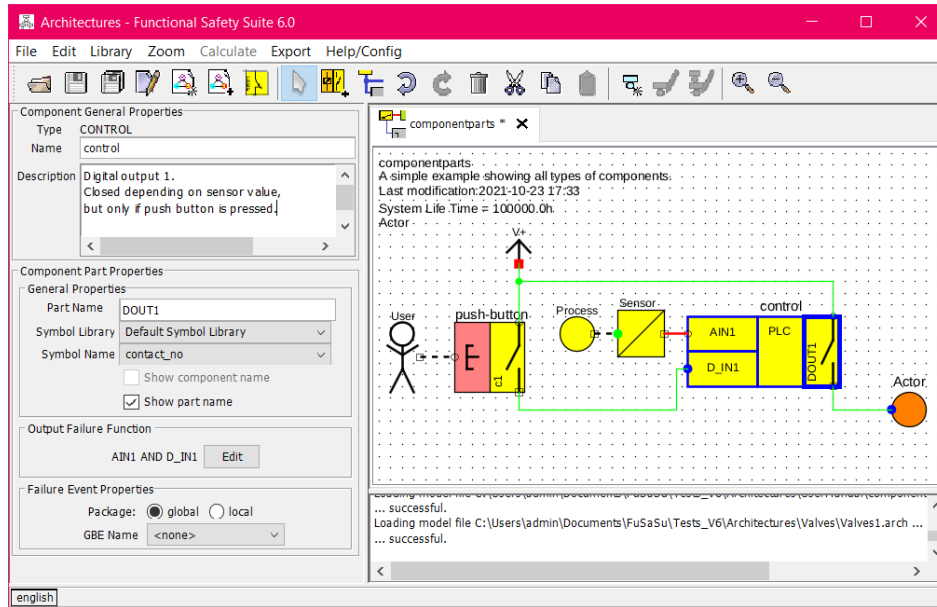 Architectures - Functional Safety Suite 6.0
File Edit Library Zoom Calculate Export Help/Config
Component General Properties
Type CONTROL
Name control
Description Digital output 1.
Closed depending on sensor value,
but only if push button is pressed.
Component Part Properties
General Properties
Part Name DOUT1
Symbol Library Default Symbol Library
Symbol Name contact_no
Show component name
Show part name
Output Failure Function
AIN1 AND D_IN1 Edit
Failure Event Properties
Package: global local
GBE Name <none>
english
componentparts *
componentparts
A simple example showing all types of components.
Last modification:2021-10-23 17:33
System Life Time = 100000.0h
Actor
V+
User
push-button
E
c1
Process
Sensor
control
AIN1
PLC
D_IN1
DOUT1
Actor
... successful.
Loading model file C:\Users\admin\Documents\FuSaSu\Tests_V6\Architectures\Valves\Valves1.arch ...
... successful.